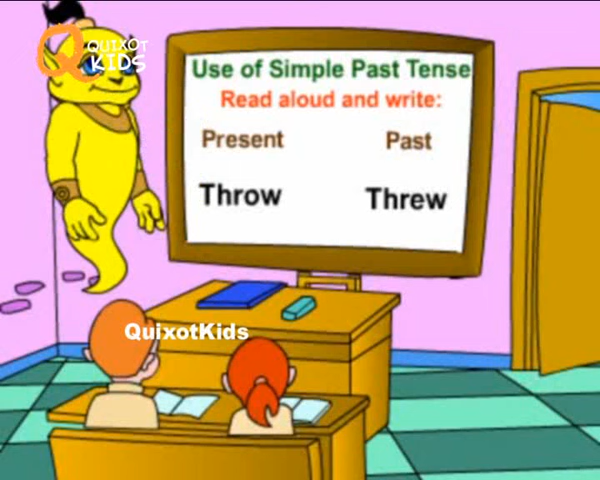 QUIXOT
KIDS
Use of Simple Past Tense
Read aloud and write:
Present Past
Throw Threw
QuixotKids